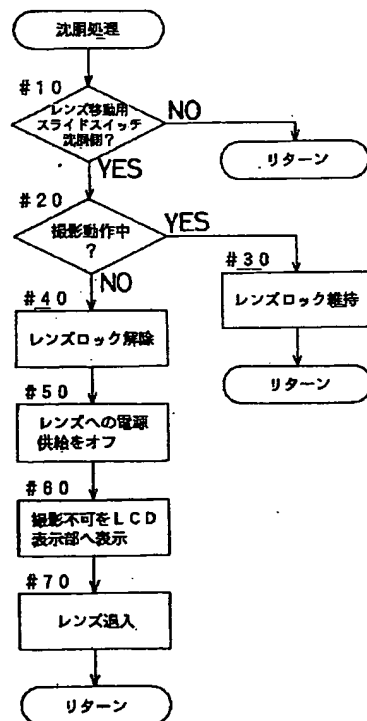 沈胴処理
#10
レンズ移動用
スライドスイッチ
沈胴側?
NO
リターン
YES
#20
撮影動作中
?
YES
#30
レンズロック維持
リターン
NO
#40
レンズロック解除
#50
レンズへの電源
供給をオフ
#60
撮影不可をLCD
表示部へ表示
#70
レンズ退入
リターン